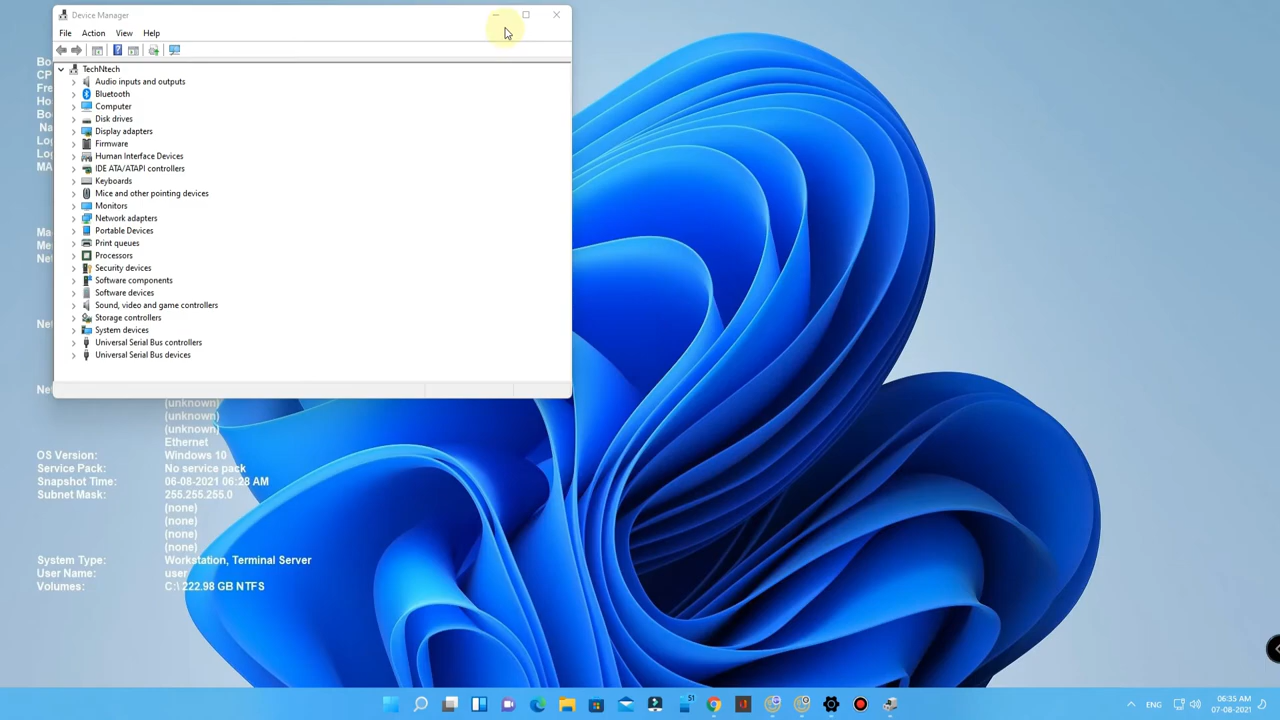 Device Manager
File Action View Help
TechNtech
Audio inputs and outputs
Bluetooth
Computer
Disk drives
Display adapters
Firmware
Human Interface Devices
IDE ATA/ATAPI controllers
Keyboards
Mice and other pointing devices
Monitors
Network adapters
Portable Devices
Print queues
Processors
Security devices
Software components
Software devices
Sound, video and game controllers
Storage controllers
System devices
Universal Serial Bus controllers
Universal Serial Bus devices
(unknown)
(unknown)
(unknown)
Ethernet
OS Version: Windows 10
Service Pack: No service pack
Snapshot Time: 06-08-2021 06:28 AM
Subnet Mask: 255.255.255.0
(none)
(none)
(none)
(none)
System Type: Workstation, Terminal Server
User Name: user
Volumes: C:\ 222.98 GB NTFS
51
ENG
06:35 AM
07-08-2021